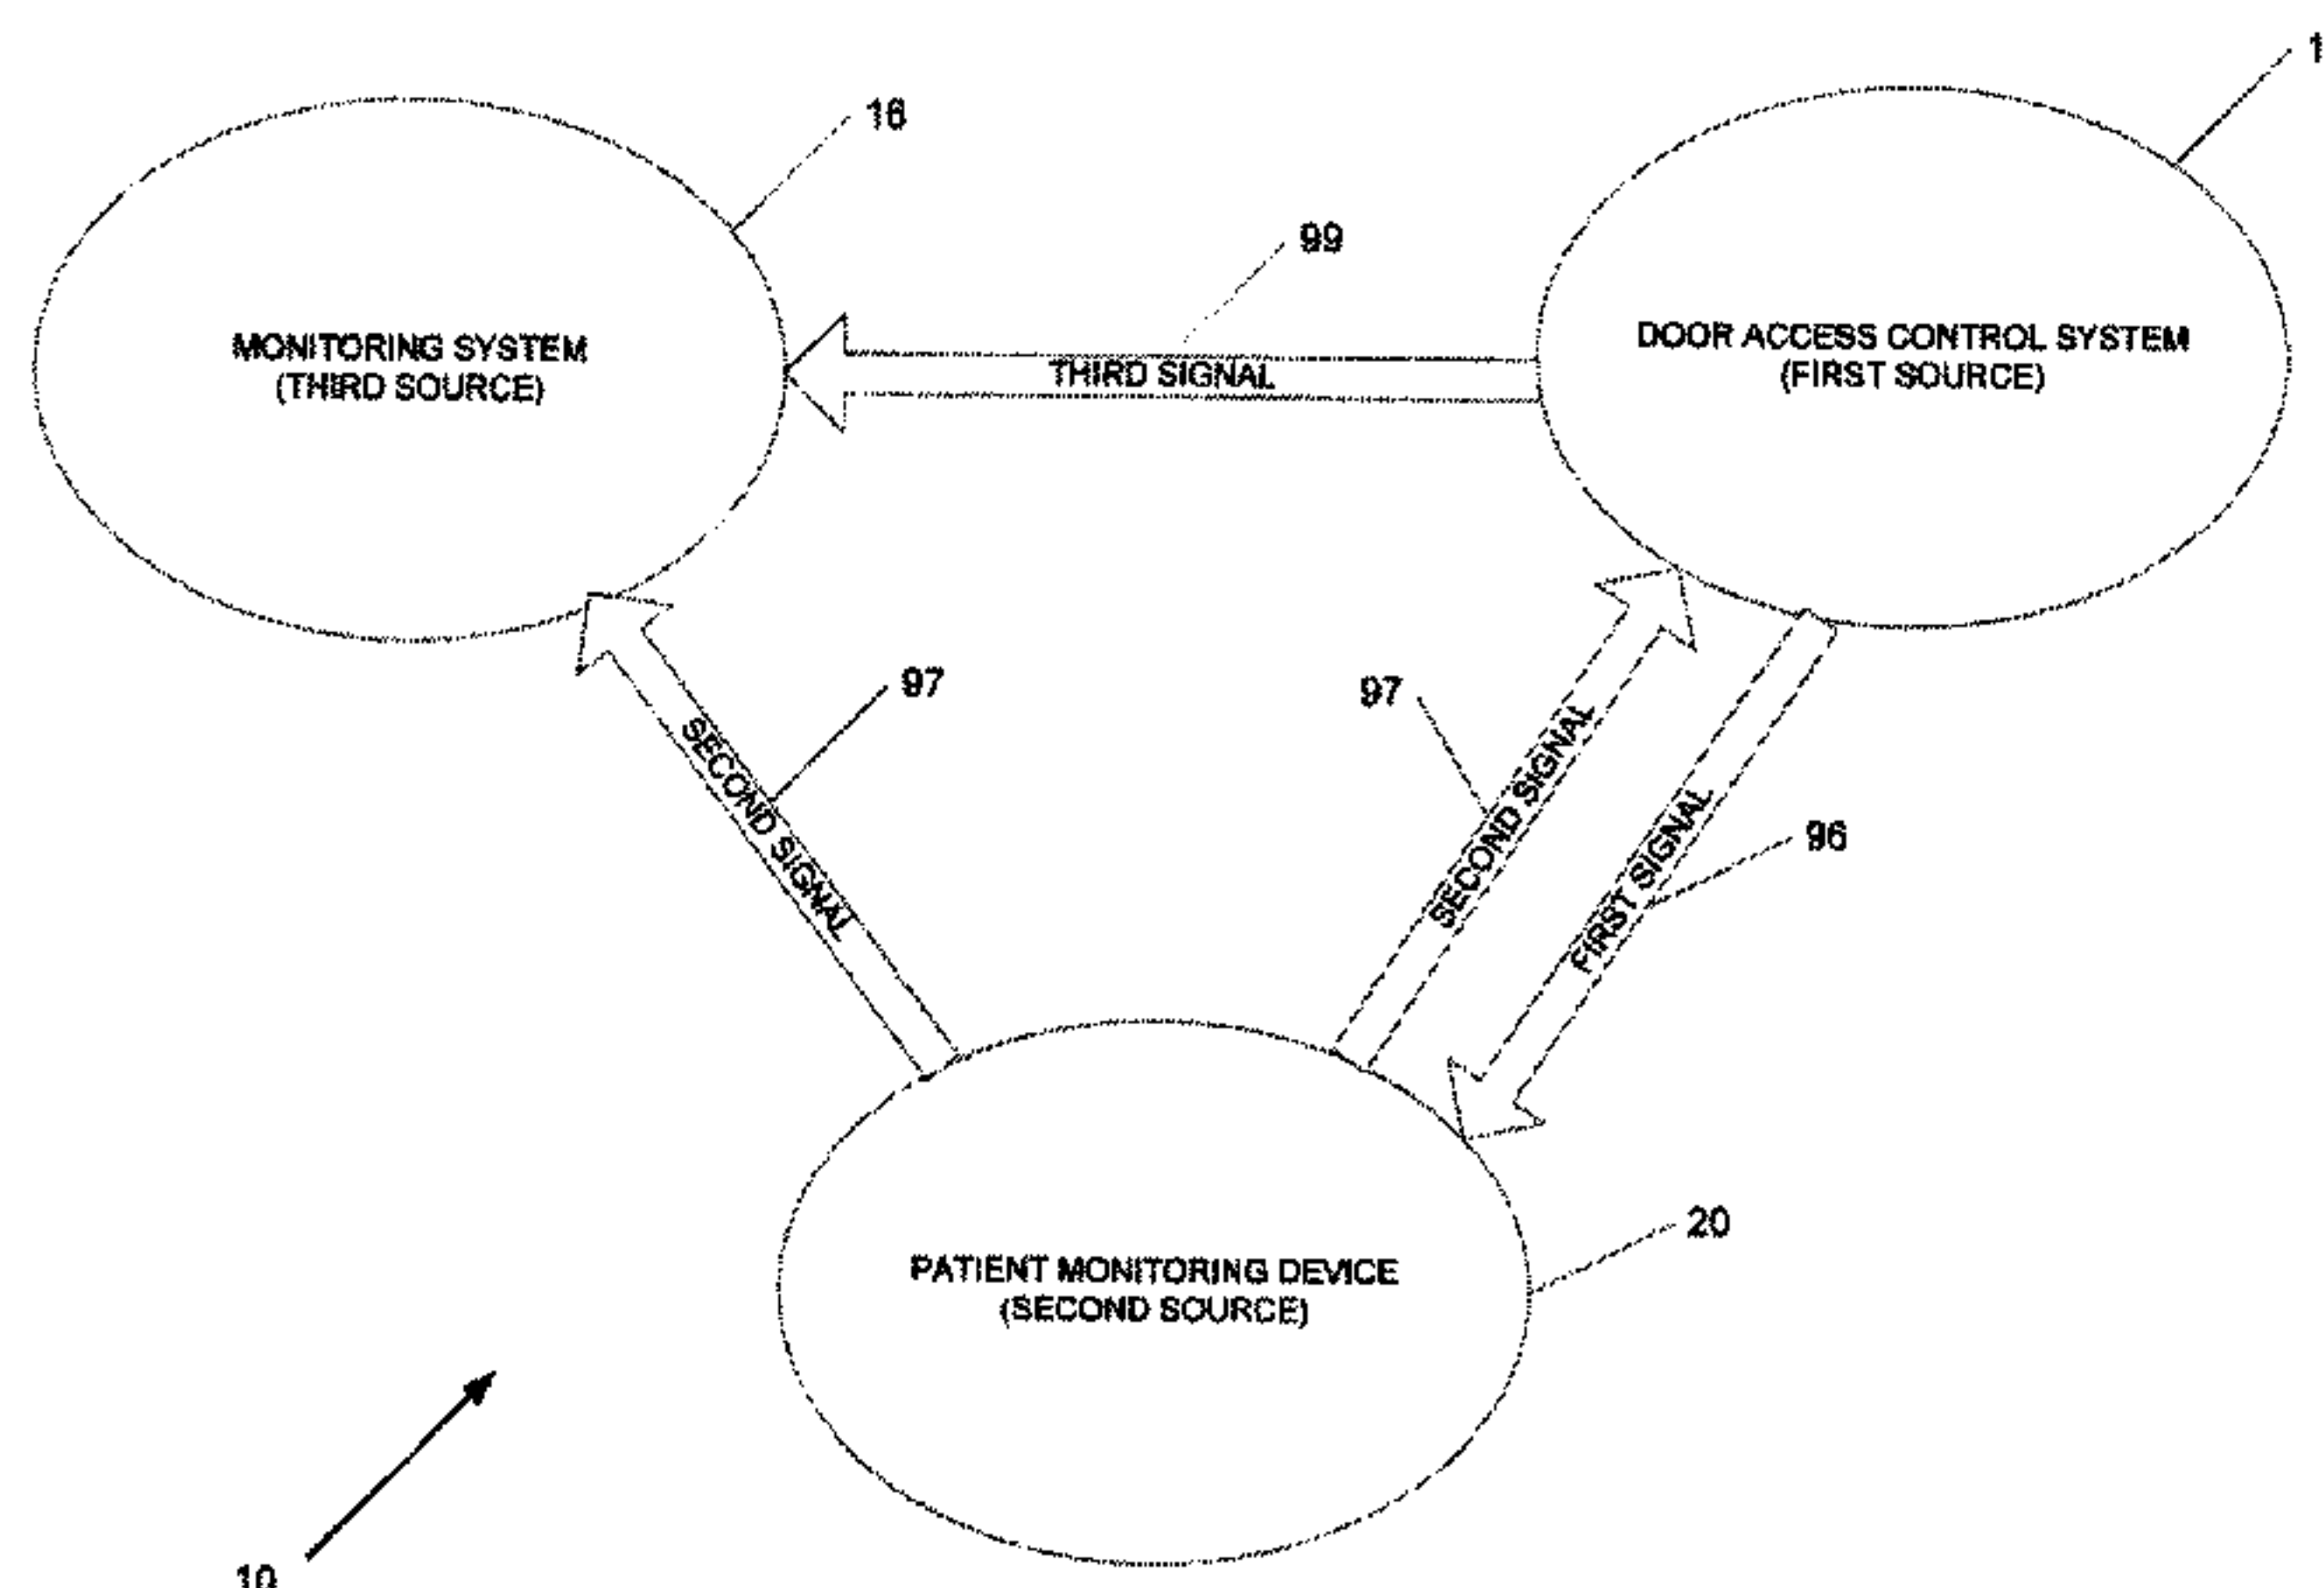 16
99
MONITORING SYSTEM
(THIRD SOURCE)
THIRD SIGNAL
DOOR ACCESS CONTROL SYSTEM
(FIRST SOURCE)
97
SECOND SIGNAL
97
SECOND SIGNAL
96
FIRST SIGNAL
PATIENT MONITORING DEVICE
(SECOND SOURCE)
20
10